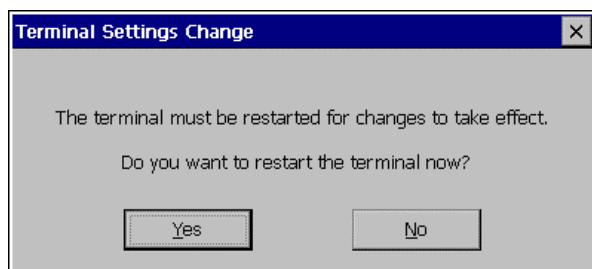 Terminal Settings Change
The terminal must be restarted for changes to take effect.
Do you want to restart the terminal now?
Yes No